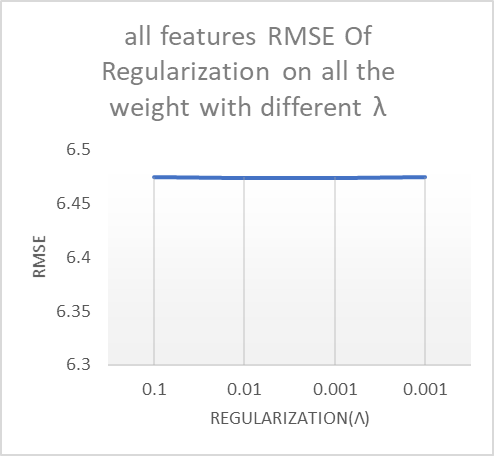 all features RMSE Of
Regularization on all the
weight with different λ
6.5
6.45
6.4
6.35
6.3
RMSE
0.1 0.01 0.001 0.001
REGULARIZATION(Λ)